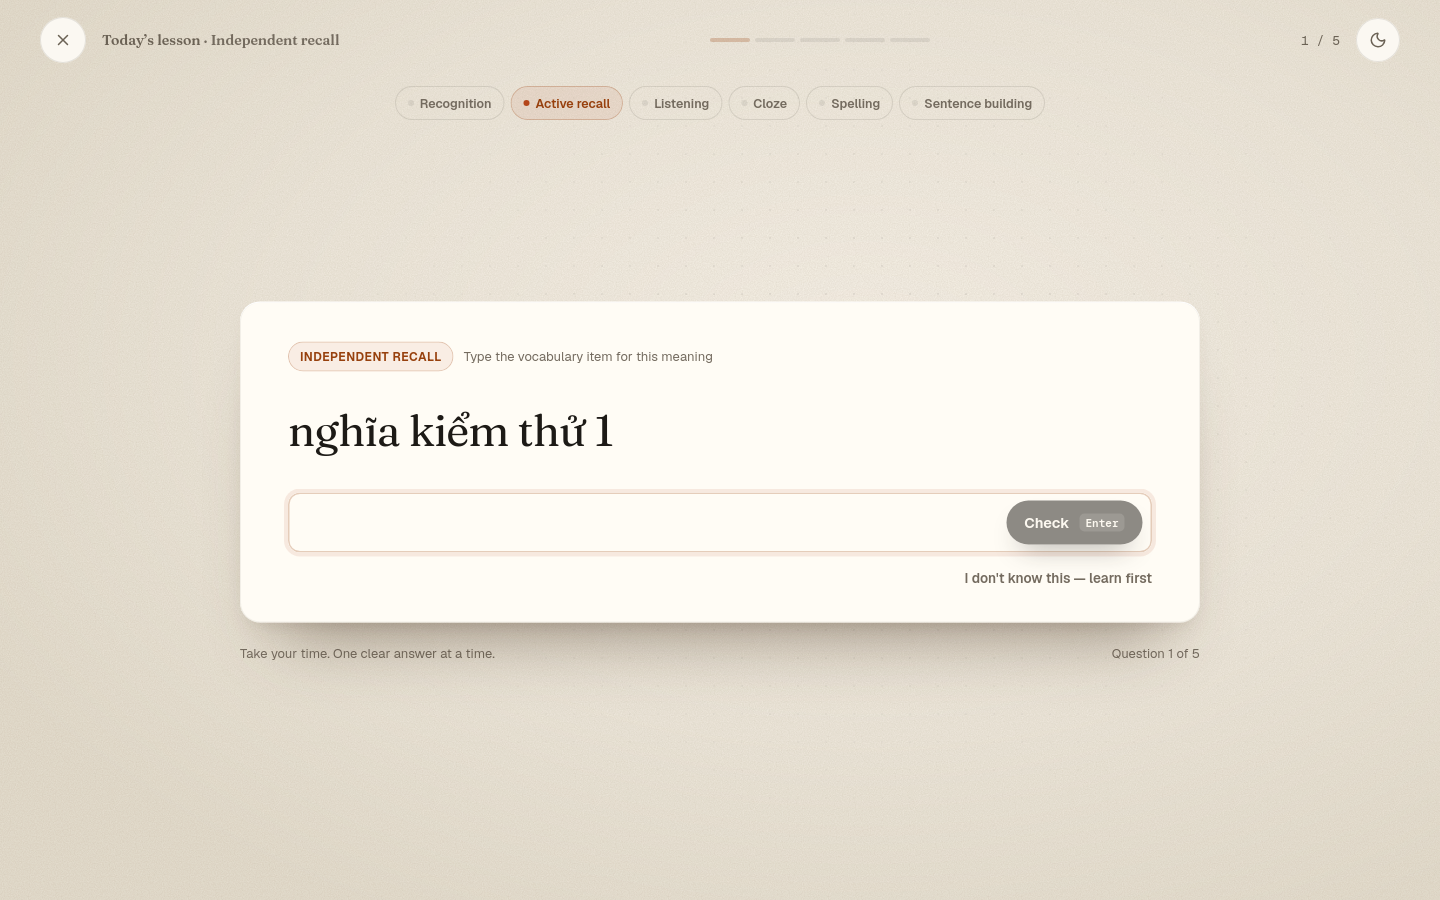 Today’s lesson · Independent recall
1 / 5
Recognition
Active recall
Listening
Cloze
Spelling
Sentence building
INDEPENDENT RECALL
Type the vocabulary item for this meaning
nghĩa kiểm thử 1
Check Enter
I don't know this — learn first
Take your time. One clear answer at a time.
Question 1 of 5